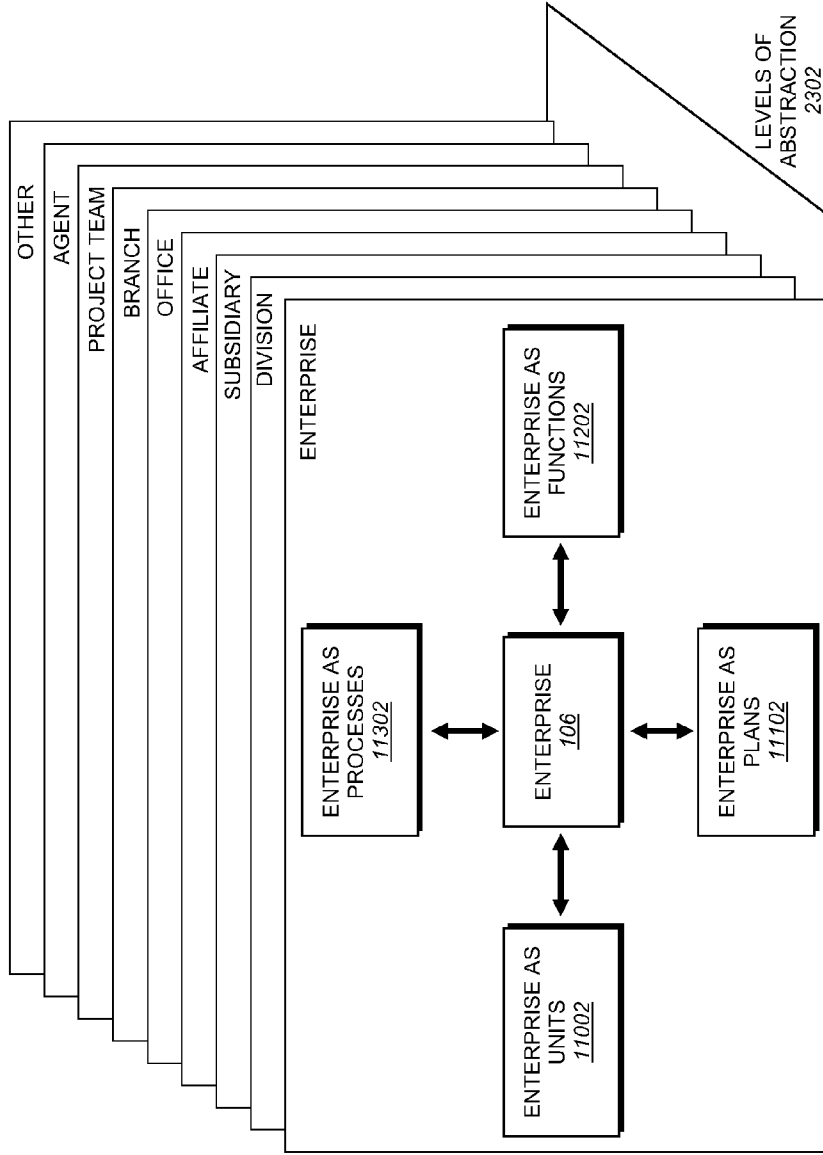 OTHER
AGENT
PROJECT TEAM
BRANCH
OFFICE
AFFILIATE
SUBSIDIARY
DIVISION
ENTERPRISE
ENTERPRISE AS
PROCESSES
11302
ENTERPRISE AS
UNITS
11002
ENTERPRISE
106
ENTERPRISE AS
FUNCTIONS
11202
ENTERPRISE AS
PLANS
11102
LEVELS OF
ABSTRACTION
2302